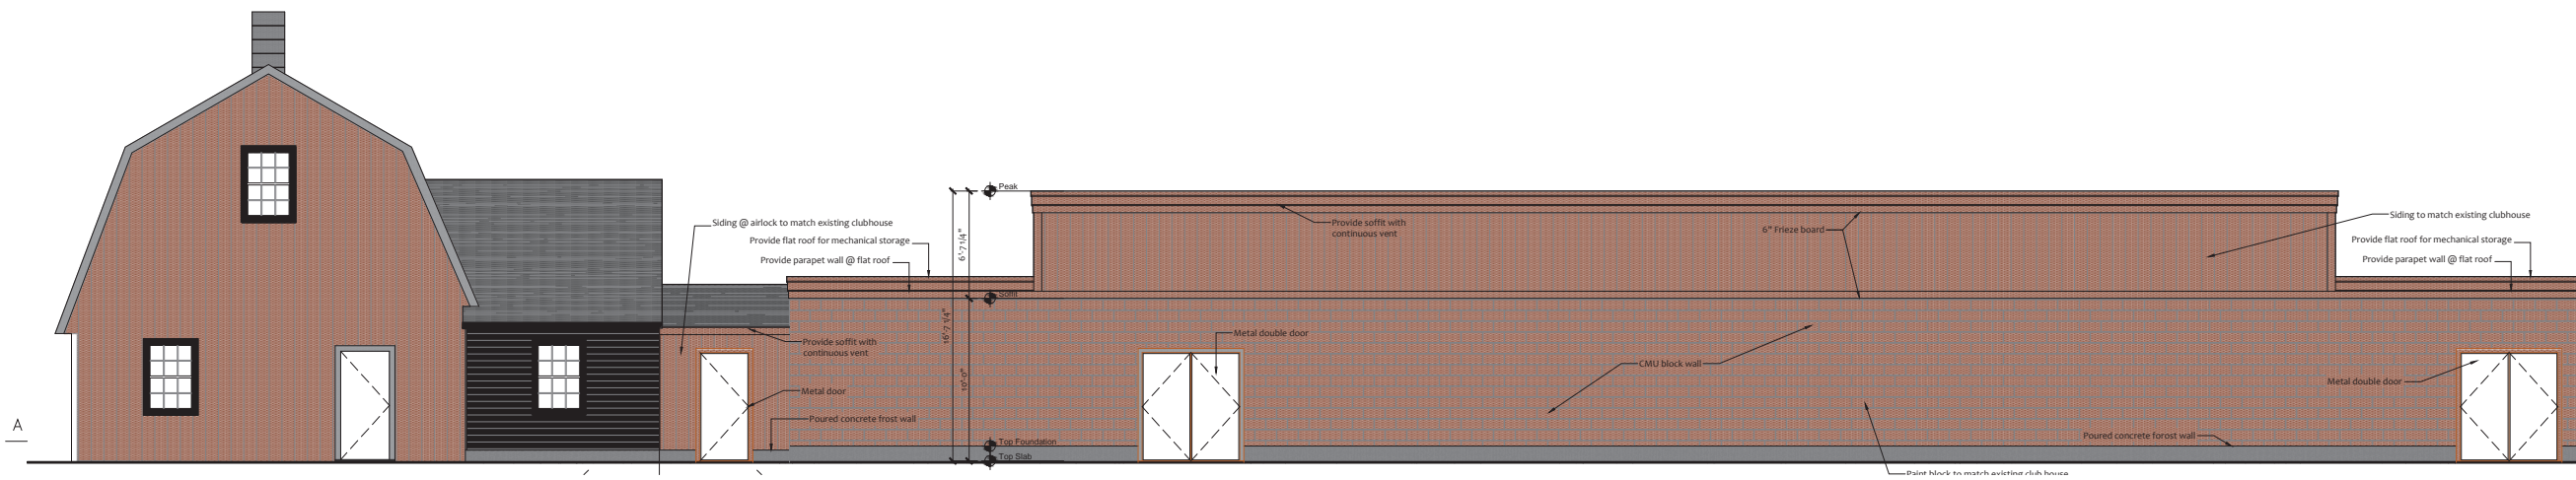 Peak
Siding @ airlock to match existing clubhouse
Provide flat roof for mechanical storage
Provide parapet wall @ flat roof
6'-7 1/4"
Provide soffit with
continuous vent
6" Frieze board
Siding to match existing clubhouse
Provide flat roof for mechanical storage
Provide parapet wall @ flat roof
Soffit
16'-7 1/4"
Provide soffit with
continuous vent
Metal double door
CMU block wall
10'-0"
Metal door
Metal double door
Poured concrete frost wall
A
Top Foundation
Poured concrete forost wall
Top Slab
Paint block to match existing club house